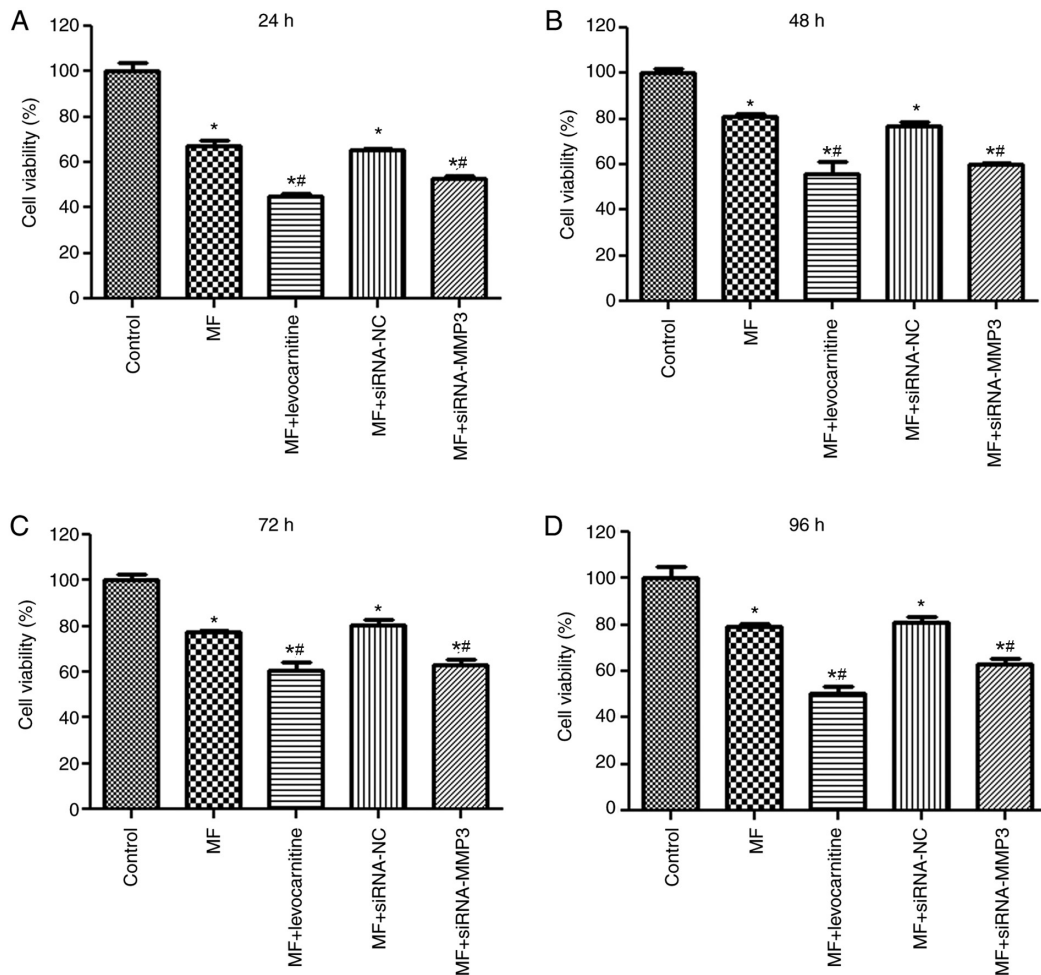 A
24 h
Cell viability (%)
120
100
80
60
40
20
0
*
*#
*
*#
Control
MF
MF+levocarnitine
MF+siRNA-NC
MF+siRNA-MMP3
B
48 h
Cell viability (%)
120
100
80
60
40
20
0
*
*#
*
*#
Control
MF
MF+levocarnitine
MF+siRNA-NC
MF+siRNA-MMP3
C
72 h
Cell viability (%)
120
100
80
60
40
20
0
*
*#
*
*#
Control
MF
MF+levocarnitine
MF+siRNA-NC
MF+siRNA-MMP3
D
96 h
Cell viability (%)
120
100
80
60
40
20
0
*
*#
*
*#
Control
MF
MF+levocarnitine
MF+siRNA-NC
MF+siRNA-MMP3